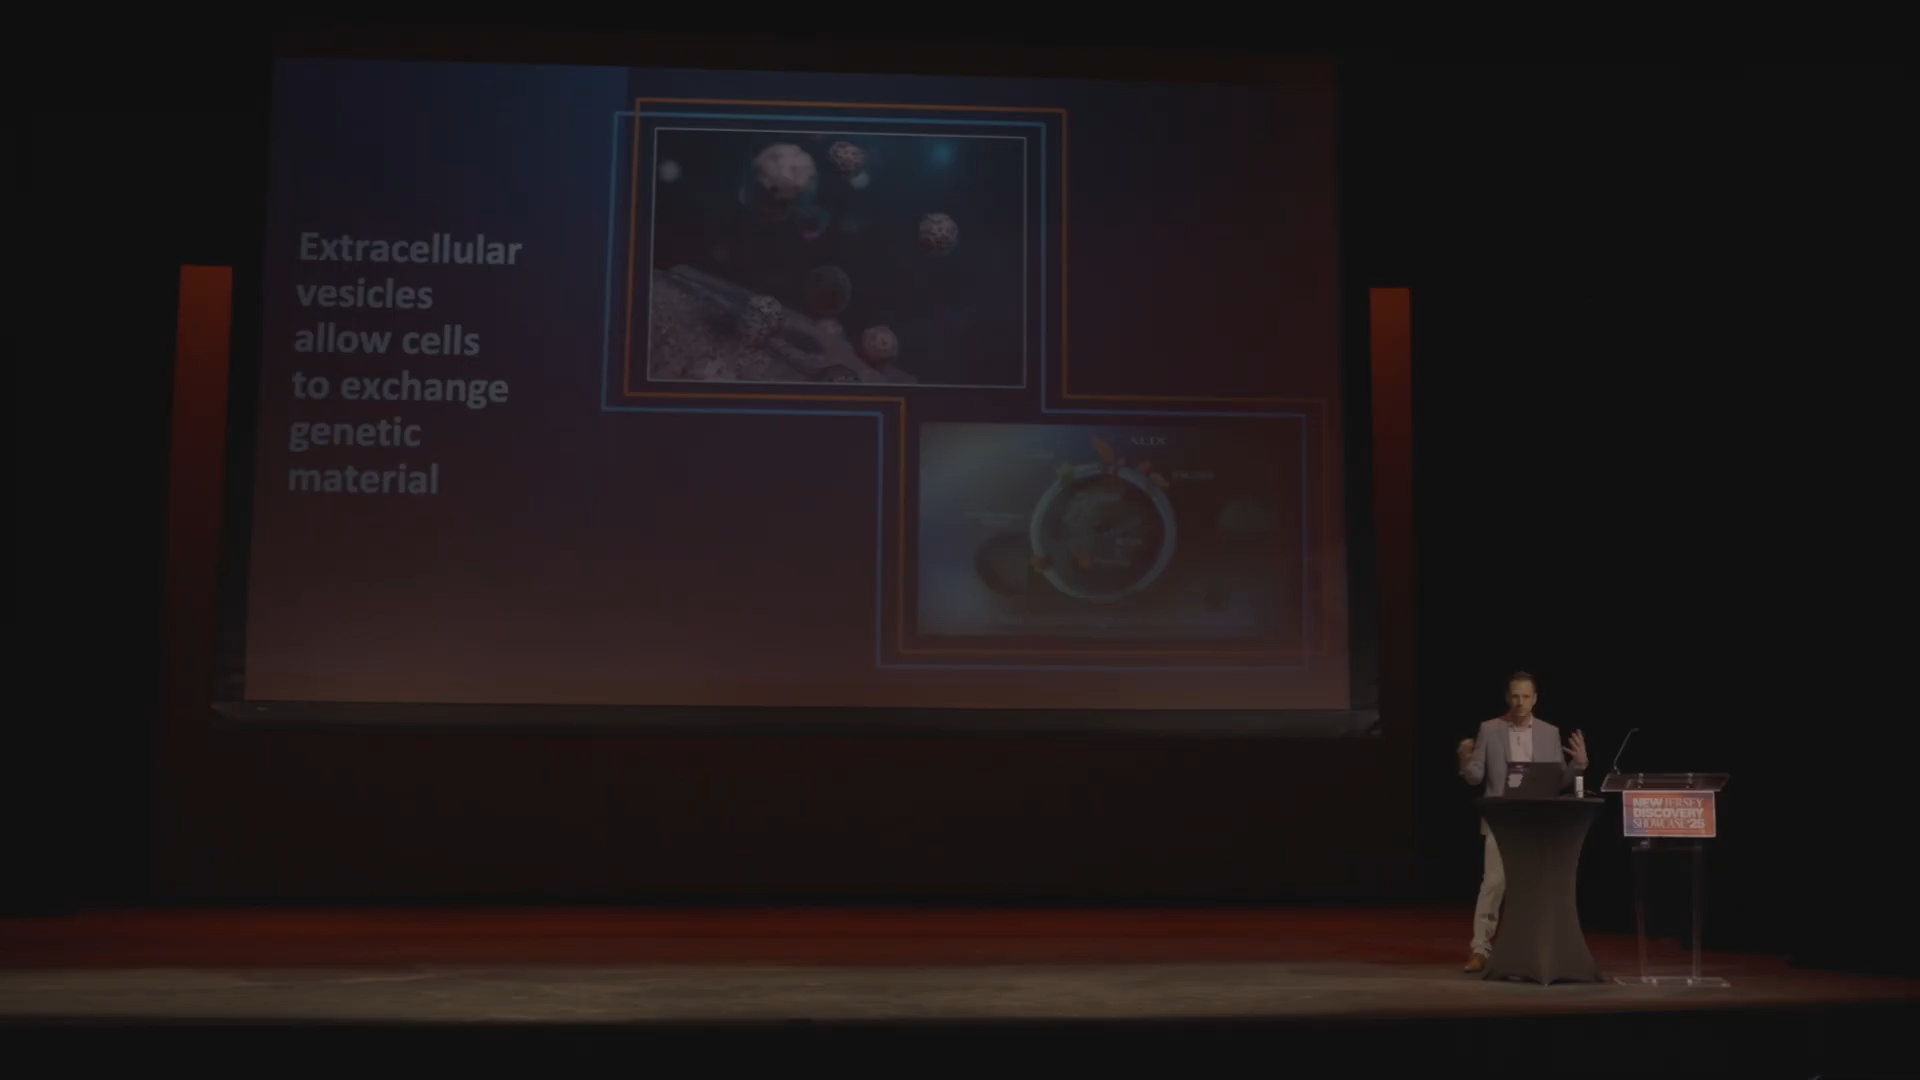 Extracellular
vesicles
allow cells
to exchange
genetic
material
ALIX
NEW JERSEY
DISCOVERY
SHOWCASE '25